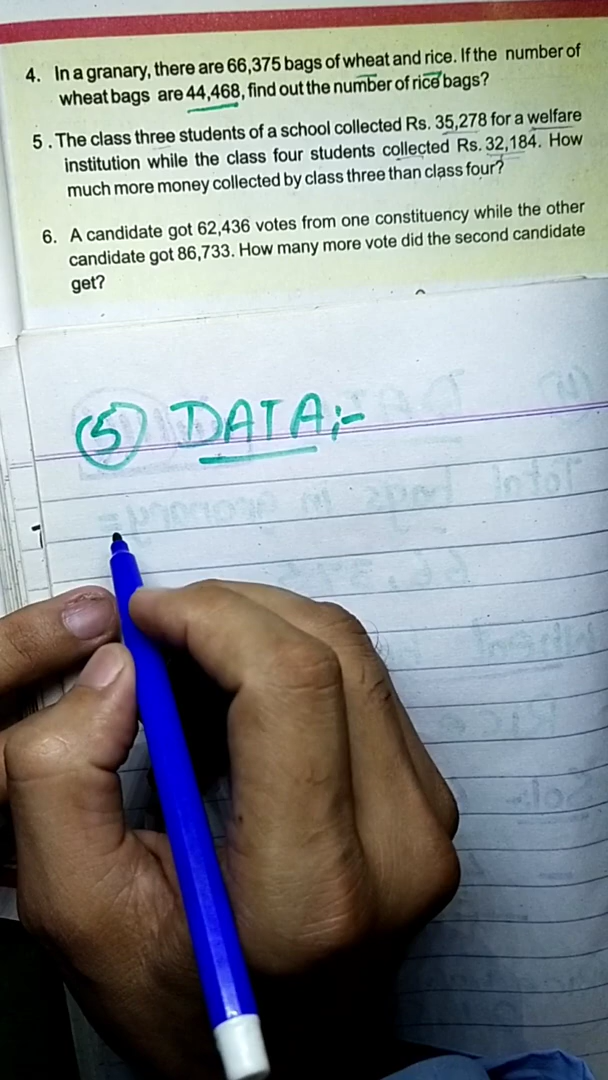 4. In a granary, there are 66,375 bags of wheat and rice. If the number of
wheat bags are 44,468, find out the number of rice bags?
5. The class three students of a school collected Rs. 35,278 for a welfare
institution while the class four students collected Rs. 32,184. How
much more money collected by class three than class four?
6. A candidate got 62,436 votes from one constituency while the other
candidate got 86,733. How many more vote did the second candidate
get?
(5) DATA:-